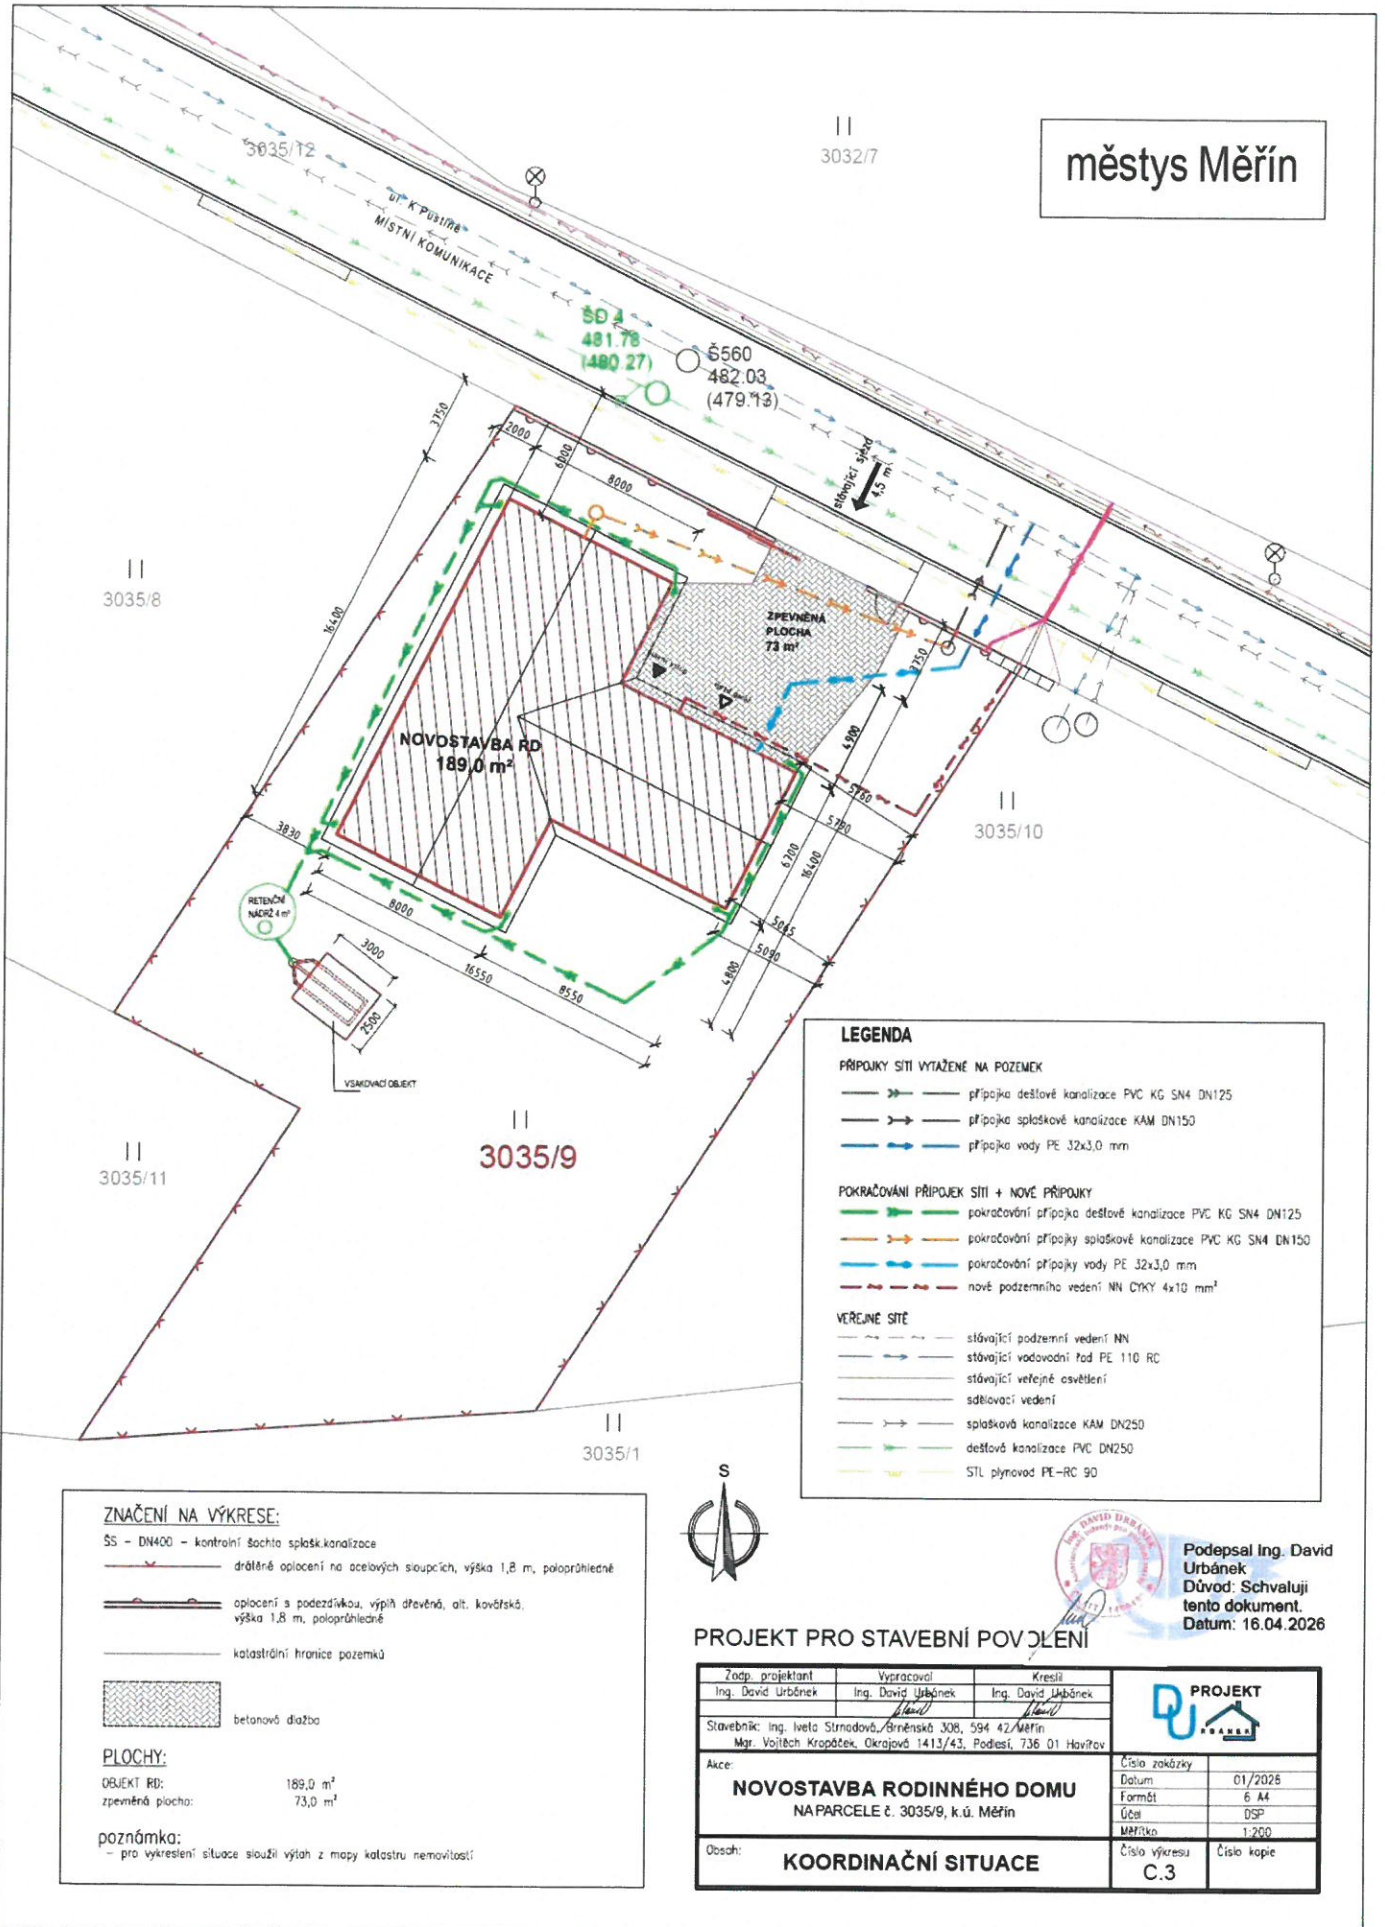 městys Měřín
3035/12
3032/7
ul. K Pustině
MÍSTNÍ KOMUNIKACE
ŠD 4
481.78
(480.27)
Š560
482.03
(479.13)
stávající sjezd
4,5 m
3750
2000
6000
8000
3035/8
16400
ZPEVNĚNÁ
PLOCHA
73 m²
3750
NOVOSTAVBA RD
189,0 m²
4900
5760
5780
3035/10
3830
6700
16400
RETENČNÍ
NÁDRŽ 4 m³
8000
3000
16550
8550
2500
5065
5090
4800
VSAKOVACÍ OBJEKT
3035/9
3035/11
3035/1
LEGENDA
PŘÍPOJKY SÍTÍ VYTAŽENÉ NA POZEMEK
přípojka dešťové kanalizace PVC KG SN4 DN125
přípojka splaškové kanalizace KAM DN150
přípojka vody PE 32x3,0 mm
POKRAČOVÁNÍ PŘÍPOJEK SÍTÍ + NOVÉ PŘÍPOJKY
pokračování přípojka dešťové kanalizace PVC KG SN4 DN125
pokračování přípojky splaškové kanalizace PVC KG SN4 DN150
pokračování přípojky vody PE 32x3,0 mm
nové podzemního vedení NN CYKY 4x10 mm²
VEŘEJNÉ SÍTĚ
stávající podzemní vedení NN
stávající vodovodní řad PE 110 RC
stávající veřejné osvětlení
sdělovací vedení
splašková kanalizace KAM DN250
dešťová kanalizace PVC DN250
STL plynovod PE-RC 90
S
ZNAČENÍ NA VÝKRESE:
ŠS - DN400 - kontrolní šachta splašk.kanalizace
drátěné oplocení na ocelových sloupcích, výška 1,8 m, poloprůhledné
oplocení s podezdívkou, výplň dřevěná, alt. kovářská,
výška 1,8 m, poloprůhledné
katastrální hranice pozemků
betonová dlažba
PLOCHY:
OBJEKT RD: 189,0 m²
zpevněná plocha: 73,0 m²
poznámka:
- pro vykreslení situace sloužil výtah z mapy katastru nemovitostí
Podepsal Ing. David
Urbánek
Důvod: Schvaluji
tento dokument.
Datum: 16.04.2026
PROJEKT PRO STAVEBNÍ POVOLENÍ
Zodp. projektant Vypracoval Kreslil
Ing. David Urbánek Ing. David Urbánek Ing. David Urbánek
Stavebník: Ing. Iveta Strnadová, Brněnská 308, 594 42 Měřín
Mgr. Vojtěch Kropáček, Okrajová 1413/43, Podlesí, 736 01 Havířov
DU PROJEKT
URBÁNEK
Akce:
NOVOSTAVBA RODINNÉHO DOMU
NA PARCELE č. 3035/9, k.ú. Měřín
Číslo zakázky
Datum 01/2026
Formát 6 A4
Účel DSP
Měřítko 1:200
Obsah:
KOORDINAČNÍ SITUACE
Číslo výkresu Číslo kopie
C.3